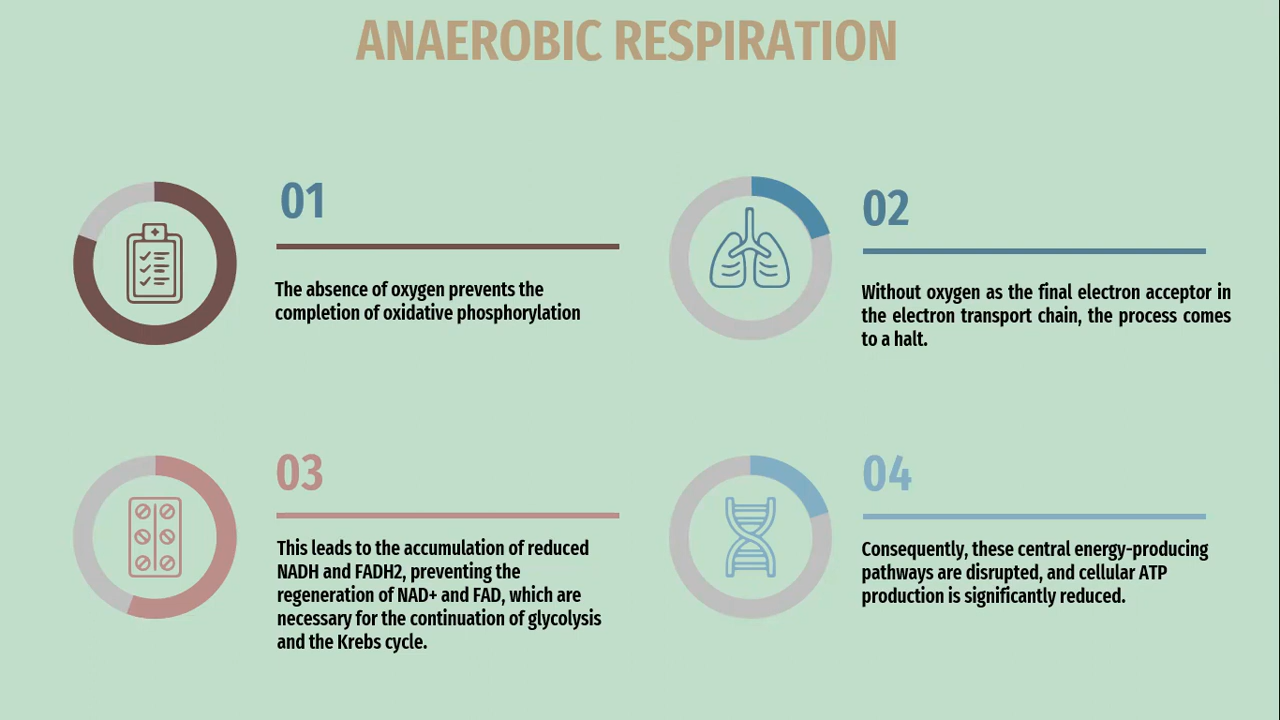 ANAEROBIC RESPIRATION
01
The absence of oxygen prevents the
completion of oxidative phosphorylation
02
Without oxygen as the final electron acceptor in
the electron transport chain, the process comes
to a halt.
03
This leads to the accumulation of reduced
NADH and FADH2, preventing the
regeneration of NAD+ and FAD, which are
necessary for the continuation of glycolysis
and the Krebs cycle.
04
Consequently, these central energy-producing
pathways are disrupted, and cellular ATP
production is significantly reduced.